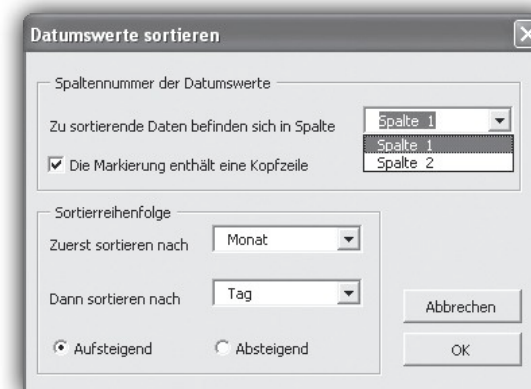 Datumswerte sortieren
Spaltennummer der Datumswerte
Zu sortierende Daten befinden sich in Spalte
Spalte 1
Spalte 1
Spalte 2
Die Markierung enthält eine Kopfzeile
Sortierreihenfolge
Zuerst sortieren nach
Monat
Dann sortieren nach
Tag
Aufsteigend
Absteigend
Abbrechen
OK